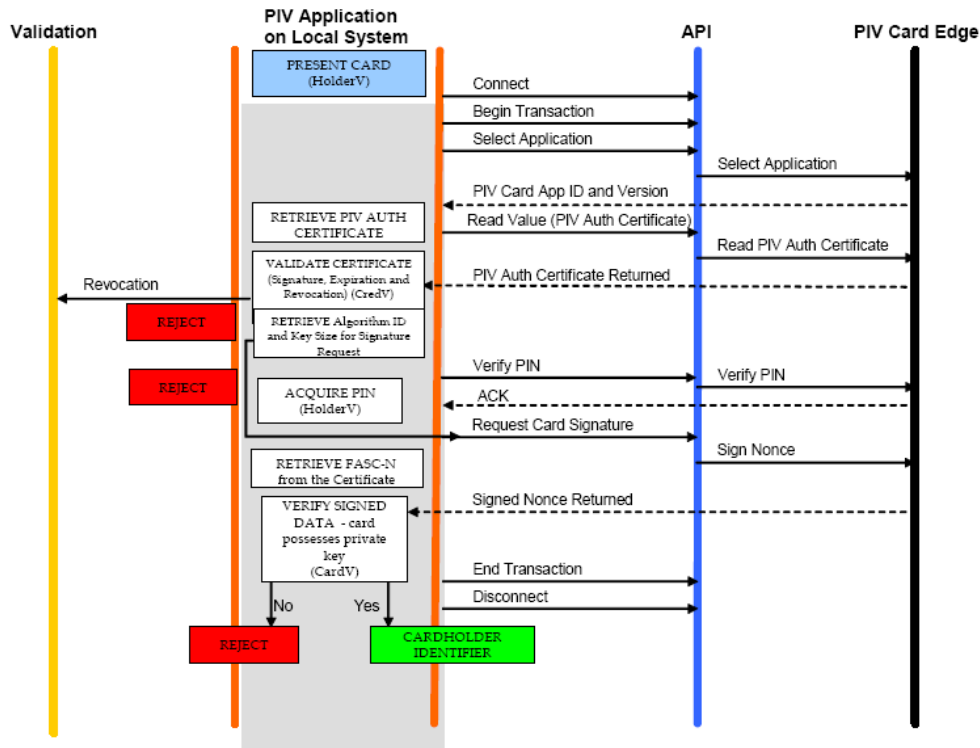 Validation
PIV Application
on Local System
API
PIV Card Edge
PRESENT CARD
(HolderV)
Connect
Begin Transaction
Select Application
Select Application
PIV Card App ID and Version
RETRIEVE PIV AUTH
CERTIFICATE
Read Value (PIV Auth Certificate)
Read PIV Auth Certificate
VALIDATE CERTIFICATE
(Signature, Expiration and
Revocation) (CredV)
PIV Auth Certificate Returned
Revocation
REJECT
RETRIEVE Algorithm ID
and Key Size for Signature
Request
Verify PIN
Verify PIN
REJECT
ACQUIRE PIN
(HolderV)
ACK
Request Card Signature
Sign Nonce
RETRIEVE FASC-N
from the Certificate
Signed Nonce Returned
VERIFY SIGNED
DATA - card
possesses private
key
(CardV)
End Transaction
Disconnect
No
Yes
REJECT
CARDHOLDER
IDENTIFIER